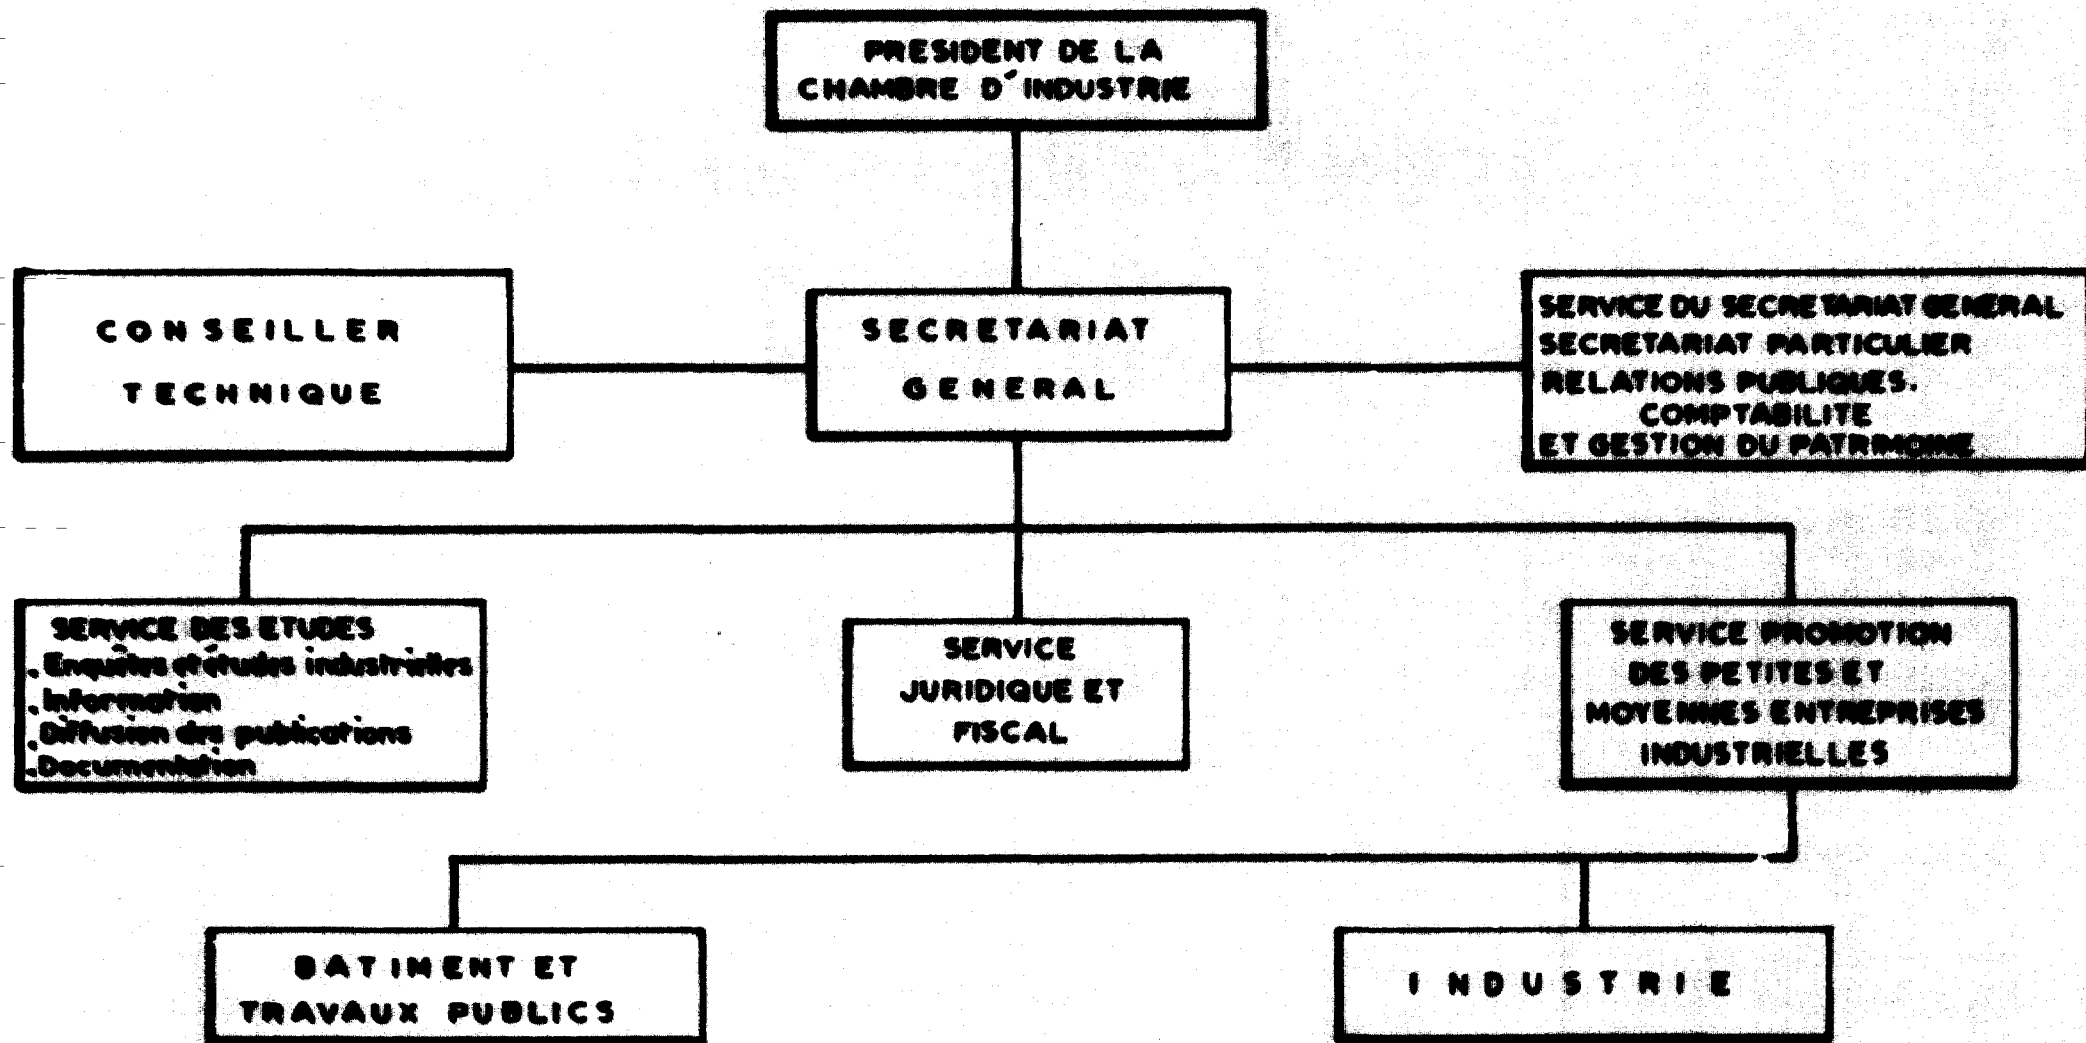 PRESIDENT DE LA
CHAMBRE D'INDUSTRIE
CONSEILLER
TECHNIQUE
SECRETARIAT
GENERAL
SERVICE DU SECRETARIAT GENERAL
SECRETARIAT PARTICULIER
RELATIONS PUBLIQUES.
COMPTABILITE
ET GESTION DU PATRIMOINE
SERVICE DES ETUDES
. Enquêtes et études industrielles
. Information
. Diffusion des publications
. Documentation
SERVICE
JURIDIQUE ET
FISCAL
SERVICE PROMOTION
DES PETITES ET
MOYENNES ENTREPRISES
INDUSTRIELLES
BATIMENT ET
TRAVAUX PUBLICS
INDUSTRIE